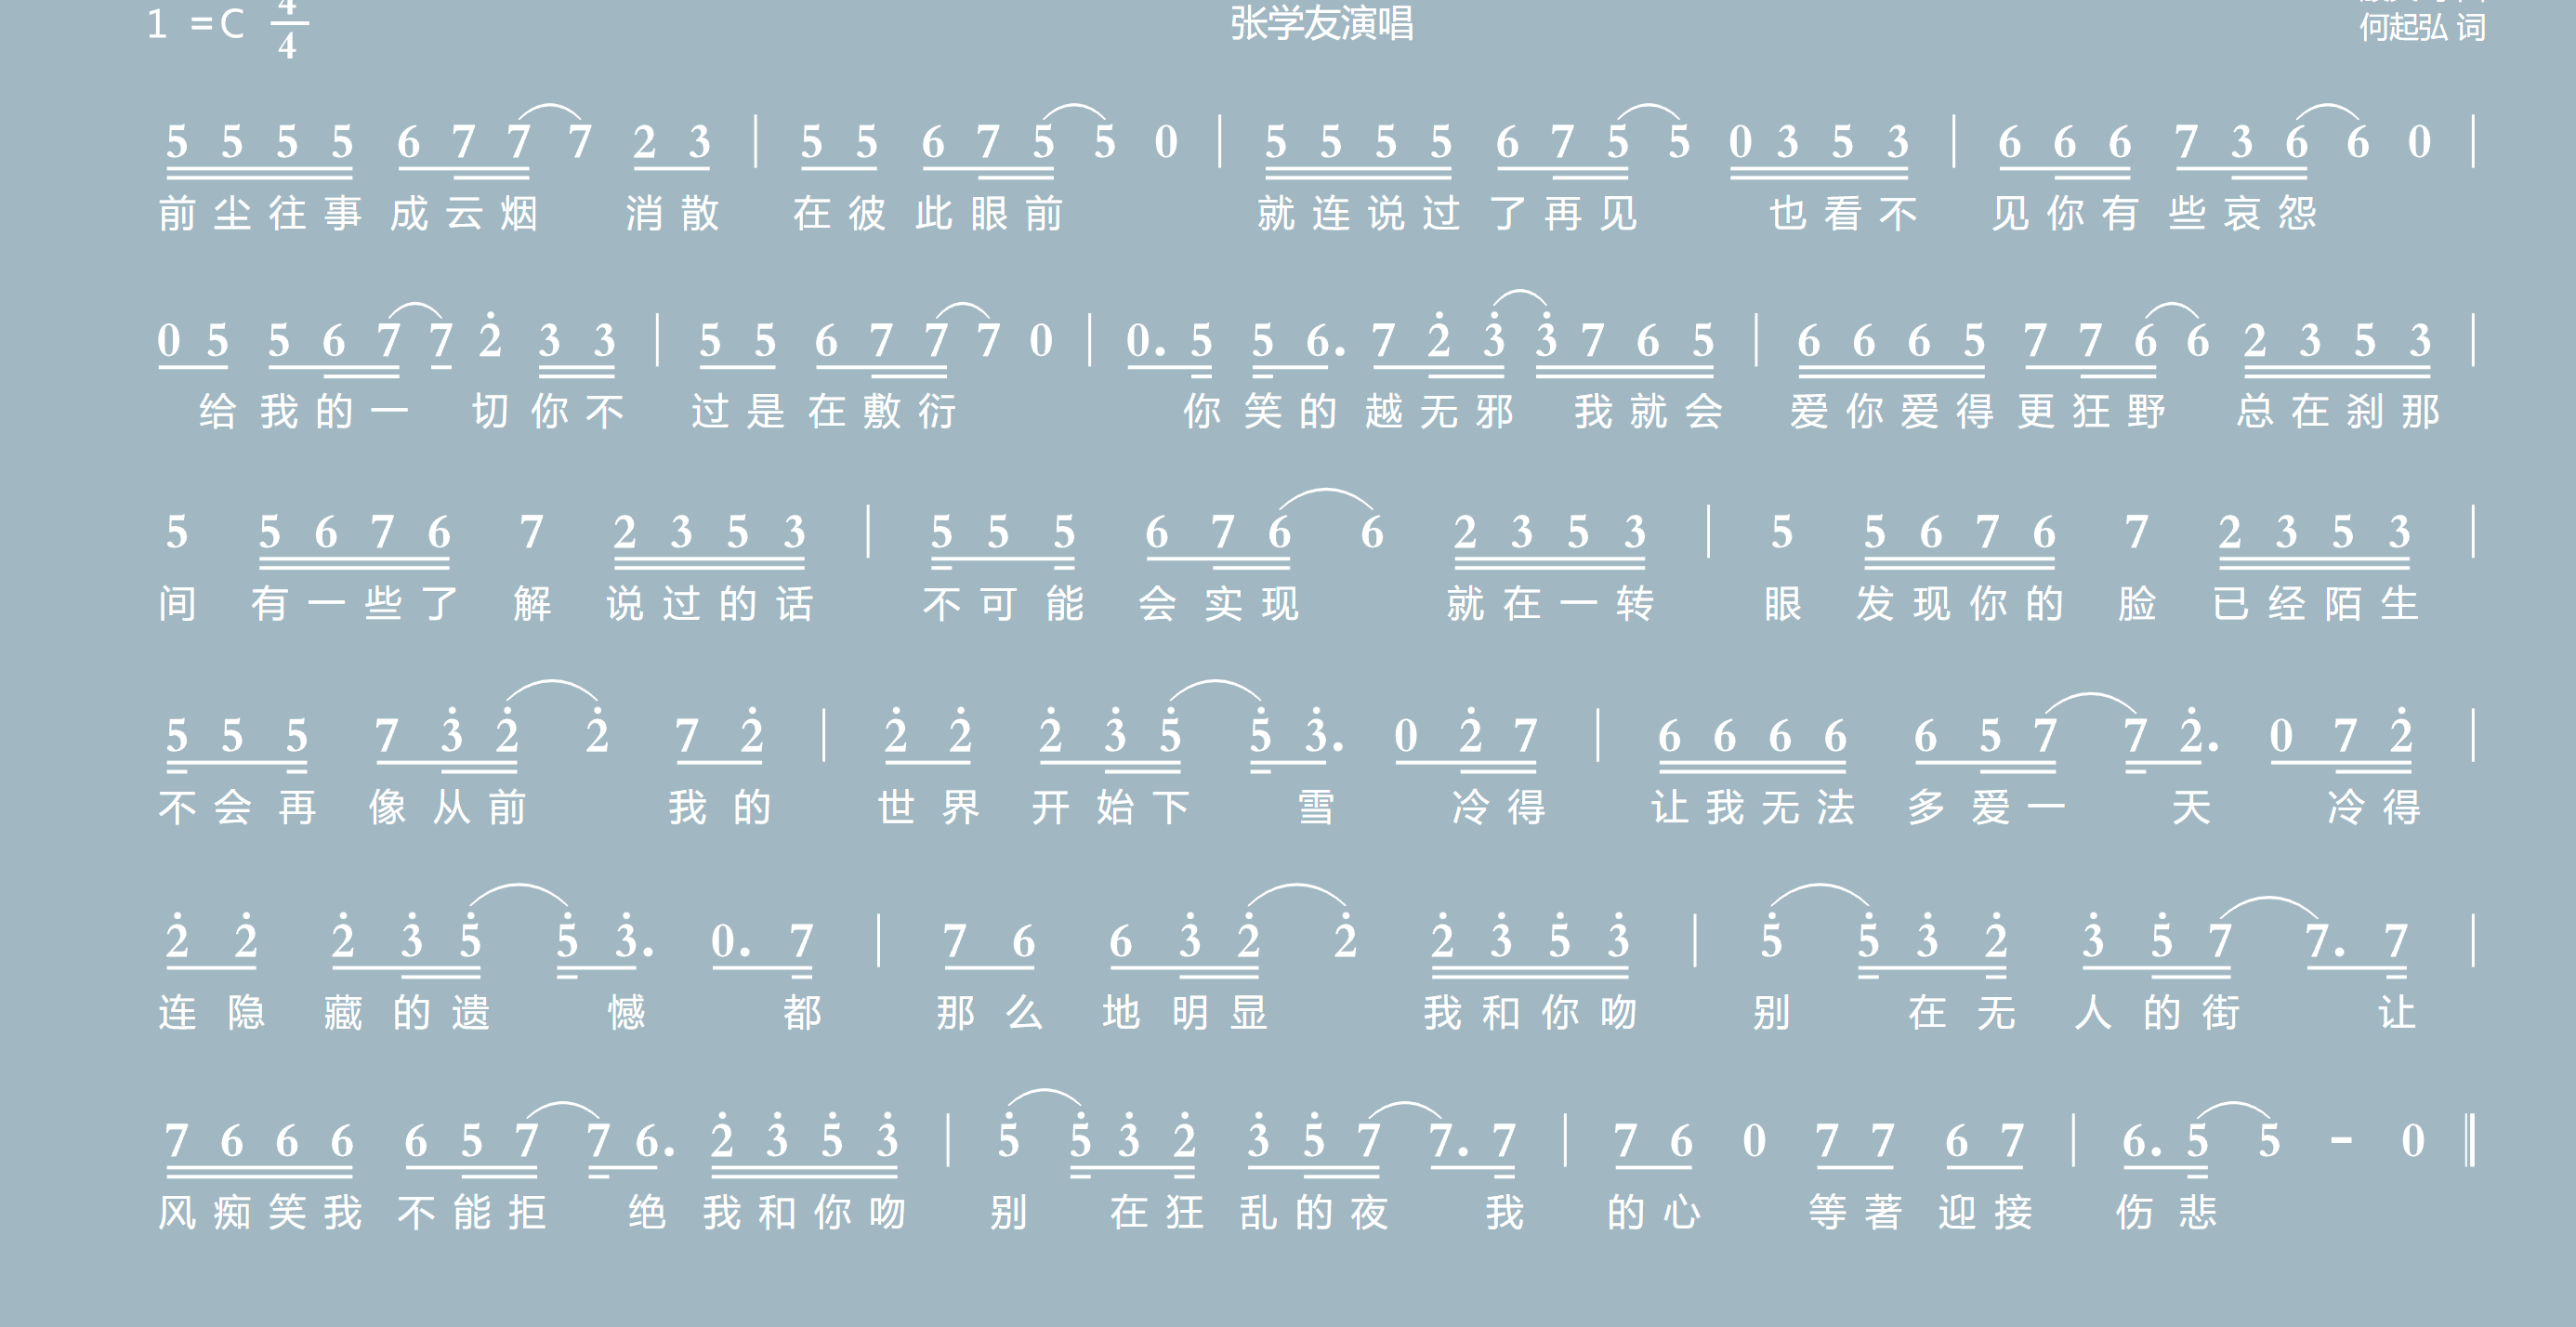 1 =C 4/4 张学友演唱
何起弘 词
5 5 5 5 6 7 7 7 2 3 | 5 5 6 7 5 5 0 | 5 5 5 5 6 7 5 5 0 3 5 3 | 6 6 6 7 3 6 6 0 |
前尘往事成云烟 消散 在彼此眼前 就连说过了再见 也看不 见你有些哀怨
0 5 5 6 7 7 2̇ 3 3 | 5 5 6 7 7 7 0 | 0. 5 5 6. 7 2̇ 3̇ 3̇ 7 6 5 | 6 6 6 5 7 7 6 6 2 3 5 3 |
给我的一 切你不 过是在敷衍 你笑的越无邪 我就会 爱你爱得更狂野 总在刹那
5 5 6 7 6 7 2 3 5 3 | 5 5 5 6 7 6 6 2 3 5 3 | 5 5 6 7 6 7 2 3 5 3 |
间 有一些了 解 说过的话 不可能会实现 就在一转 眼 发现你的 脸 已经陌生
5 5 5 7 3̇ 2̇ 2̇ 7 2̇ | 2̇ 2̇ 2̇ 3̇ 5̇ 5̇ 3̇. 0 2̇ 7 | 6 6 6 6 6 5 7 7 2̇. 0 7 2̇ |
不会再像从前 我的 世界开始下 雪 冷得 让我无法多爱一 天 冷得
2̇ 2̇ 2̇ 3̇ 5̇ 5̇ 3̇. 0. 7 | 7 6 6 3̇ 2̇ 2̇ 2̇ 3̇ 5̇ 3̇ | 5̇ 5̇ 3̇ 2̇ 3̇ 5̇ 7 7. 7 |
连隐藏的遗 憾 都 那么地明显 我和你吻 别 在无人的街 让
7 6 6 6 6 5 7 7 6. 2̇ 3̇ 5̇ 3̇ | 5̇ 5̇ 3̇ 2̇ 3̇ 5̇ 7 7. 7 | 7 6 0 7 7 6 7 | 6. 5 5 - 0 ‖
风痴笑我不能拒 绝 我和你吻 别 在狂乱的夜 我 的心 等著迎接 伤悲